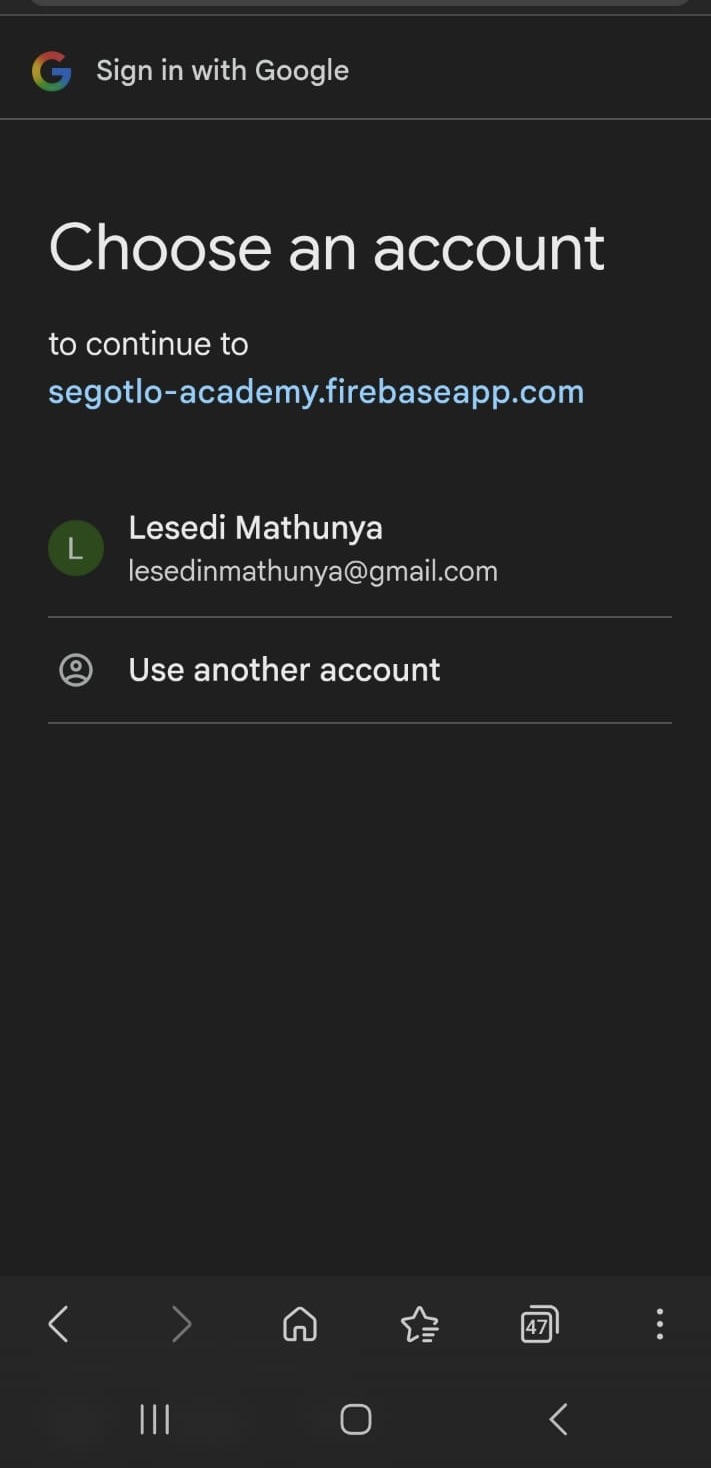 Sign in with Google
Choose an account
to continue to
segotlo-academy.firebaseapp.com
L
Lesedi Mathunya
lesedinmathunya@gmail.com
Use another account
47